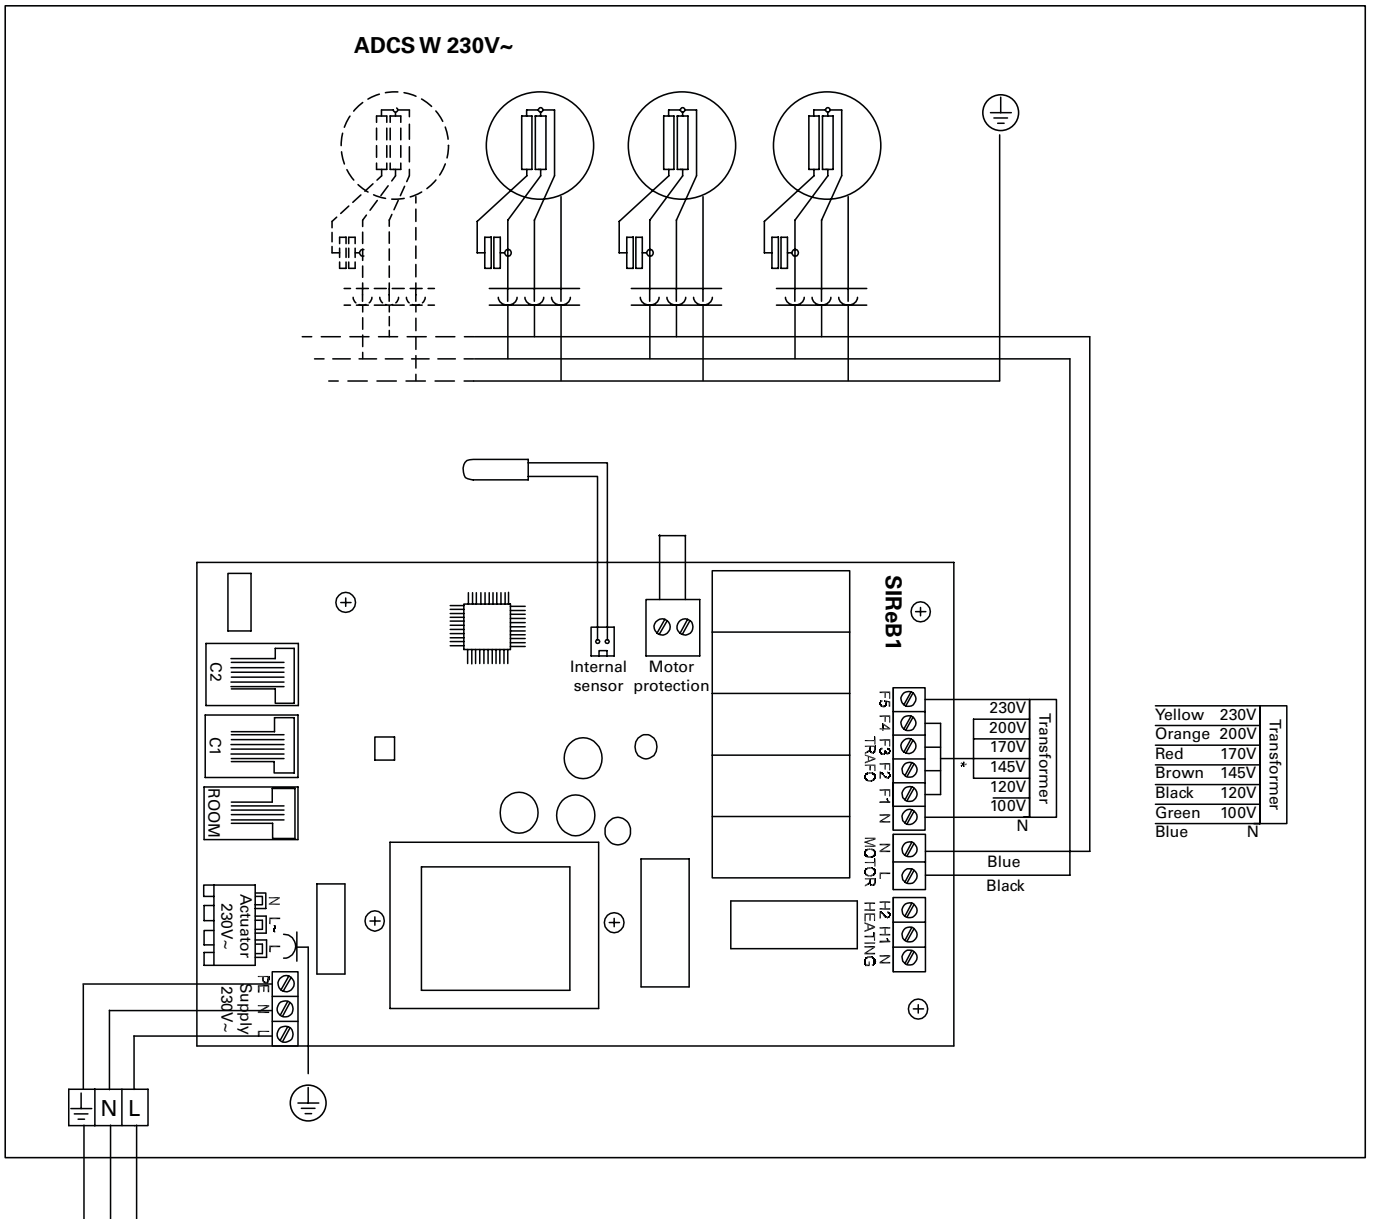 ADCS W 230V~
SIReB1
Internal
sensor
Motor
protection
C2
C1
ROOM
F5
F4
F3
F2
F1
N
TRAFO
230V
200V
170V
145V
120V
100V
N
Transformer
*
Yellow 230V
Orange 200V
Red 170V
Brown 145V
Black 120V
Green 100V
Blue N
Transformer
N
L
MOTOR
Blue
Black
H2
H1
N
HEATING
Actuator
230V~
N
L~
L
Supply
230V~
PE
N
L
N
L